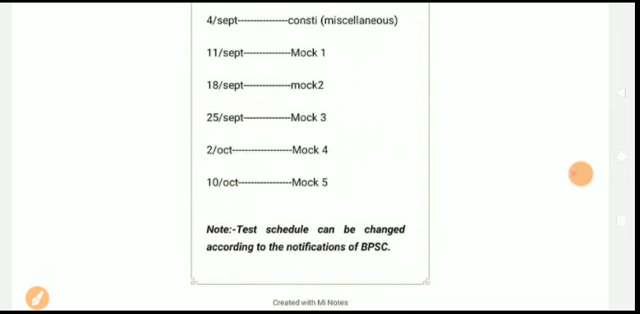 4/sept----------------consti (miscellaneous)
11/sept---------------Mock 1
18/sept---------------mock2
25/sept---------------Mock 3
2/oct-------------------Mock 4
10/oct-----------------Mock 5
Note:-Test schedule can be changed
according to the notifications of BPSC.
Created with Mi Notes